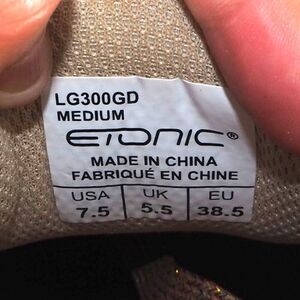 LG300GD
MEDIUM
ETONIC®
MADE IN CHINA
FABRIQUÉ EN CHINE
USA UK EU
7.5 5.5 38.5